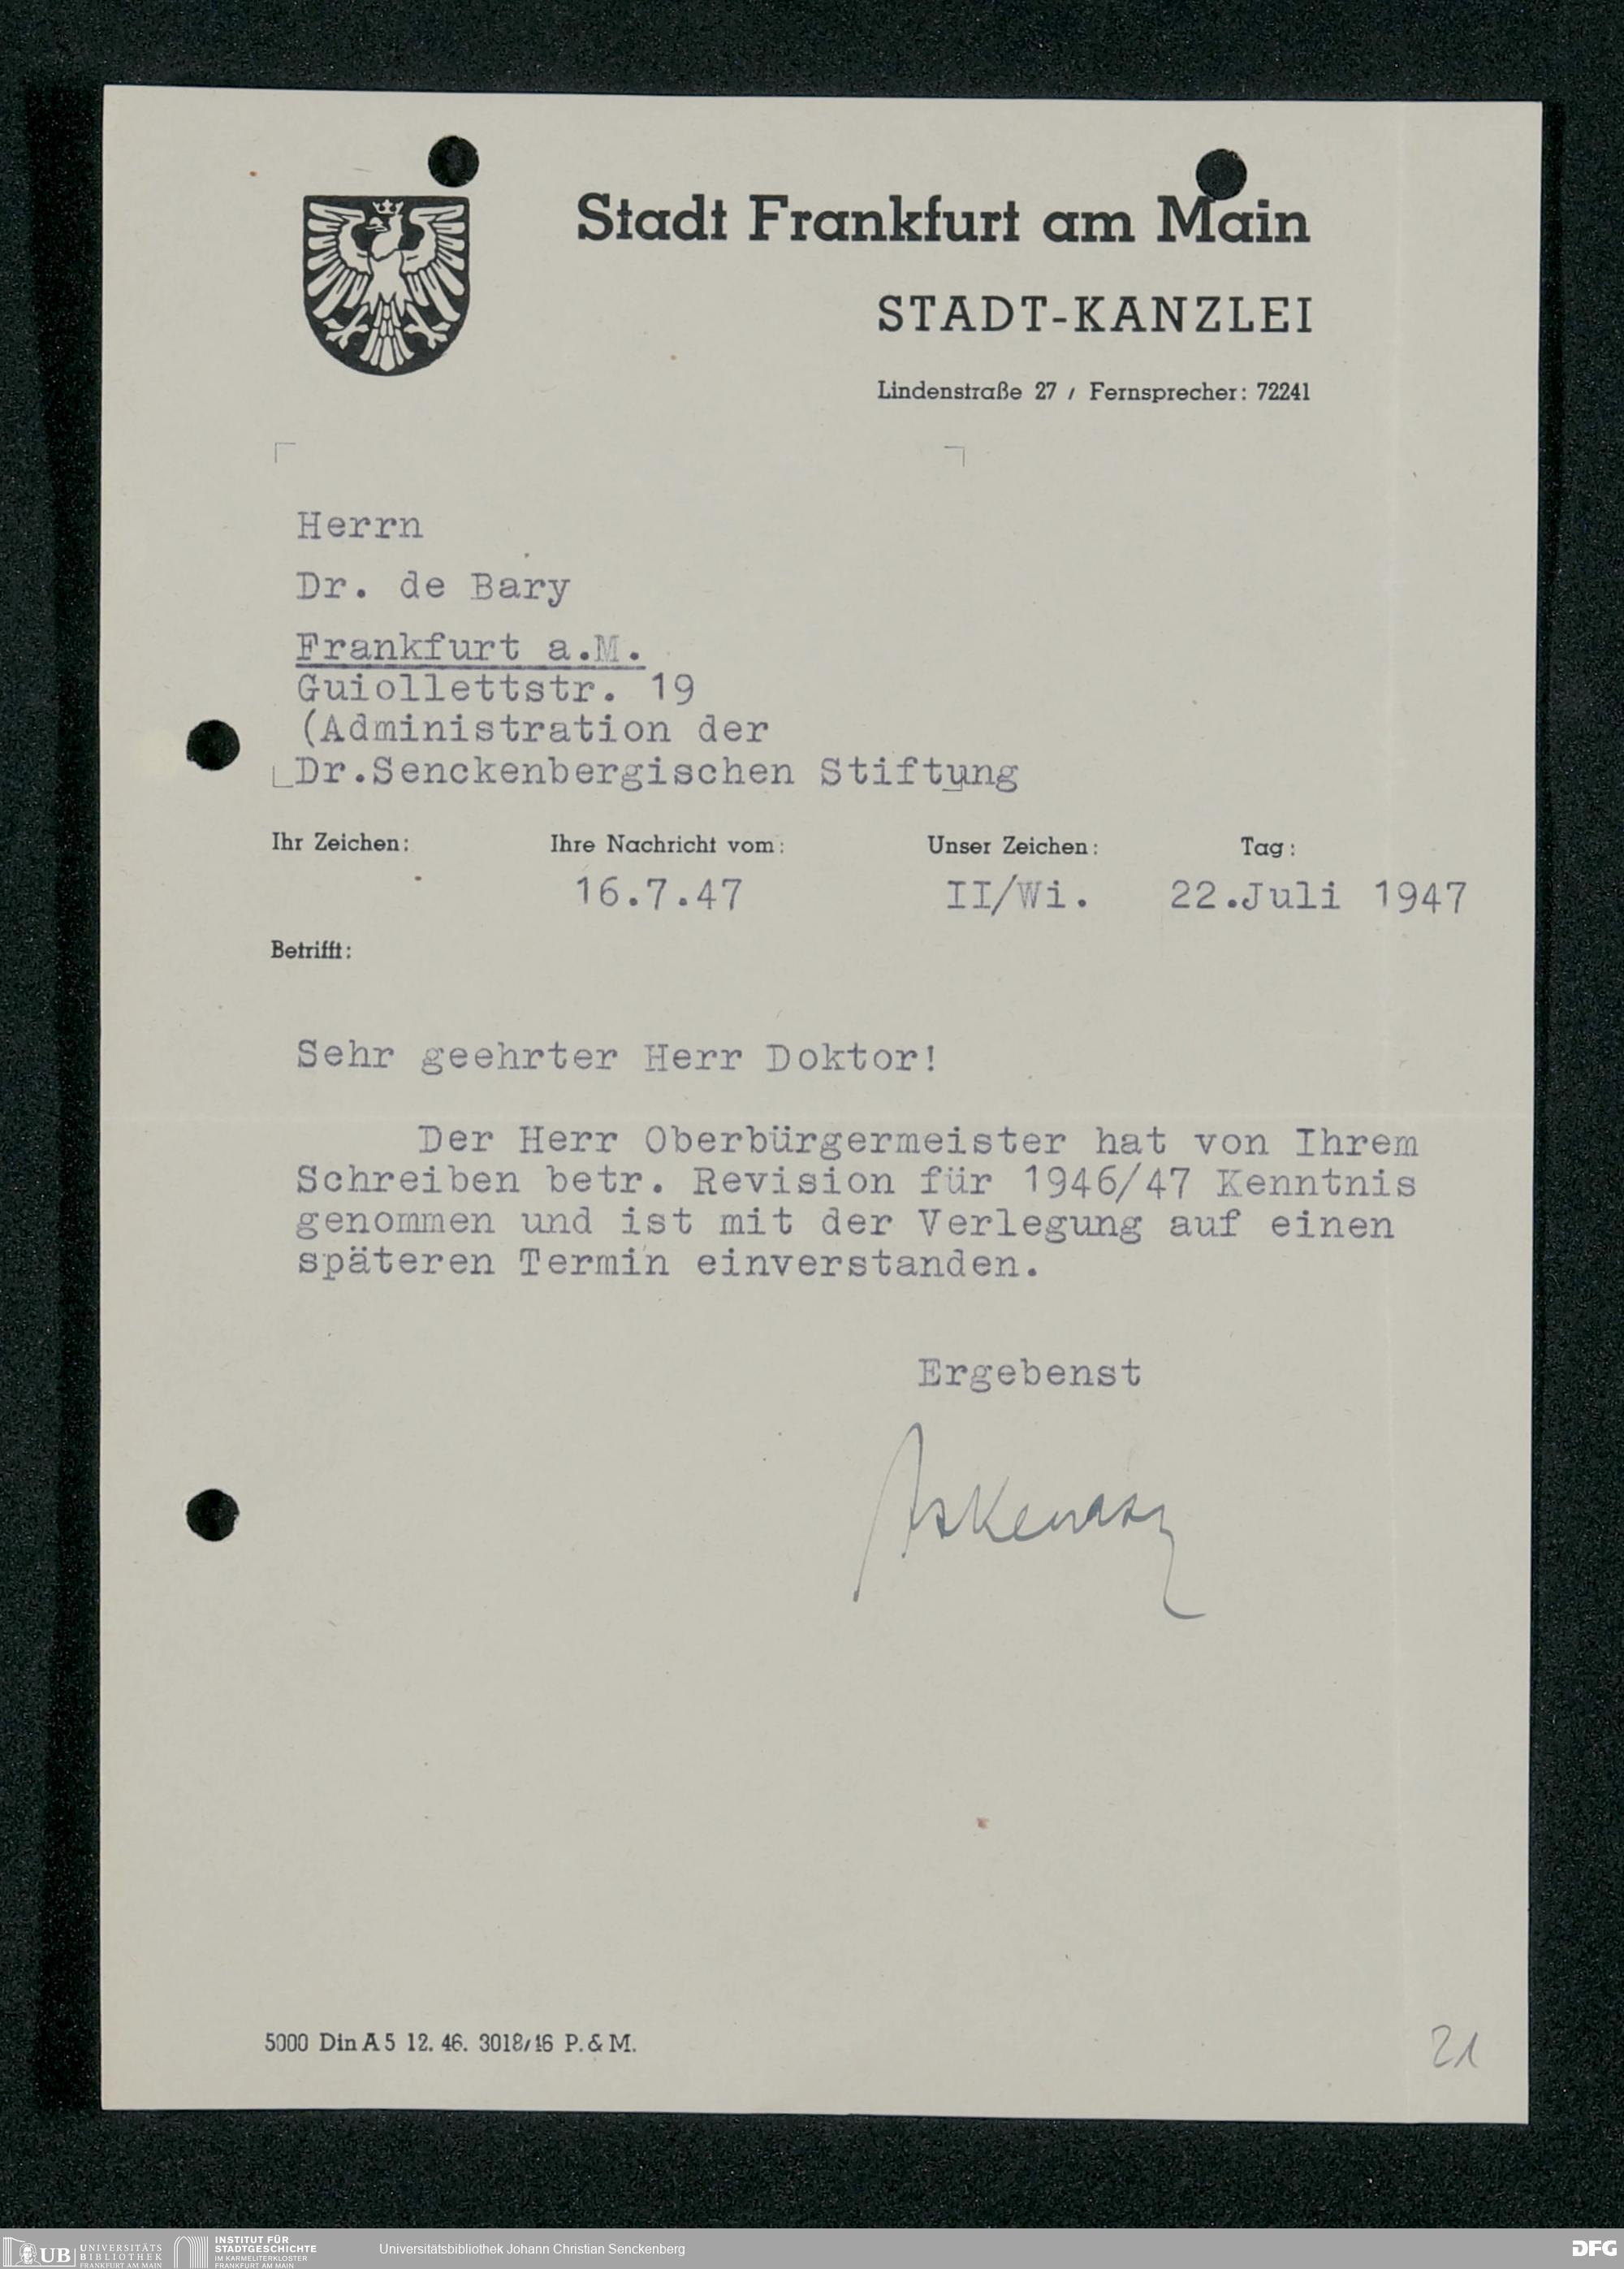 Stadt Frankfurt am Main
STADT-KANZLEI
Lindenstraße 27 / Fernsprecher: 72241
Herrn
Dr. de Bary
Frankfurt a.M.
Guiollettstr. 19
(Administration der
Dr.Senckenbergischen Stiftung
Ihr Zeichen: Ihre Nachricht vom: Unser Zeichen: Tag:
16.7.47 II/Wi. 22.Juli 1947
Betrifft:
Sehr geehrter Herr Doktor!
Der Herr Oberbürgermeister hat von Ihrem
Schreiben betr. Revision für 1946/47 Kenntnis
genommen und ist mit der Verlegung auf einen
späteren Termin einverstanden.
Ergebenst
Askenasy
5000 Din A 5 12. 46. 3018/16 P. & M.
21
UB UNIVERSITÄTS
BIBLIOTHEK
FRANKFURT AM MAIN
INSTITUT FÜR
STADTGESCHICHTE
IM KARMELITERKLOSTER
FRANKFURT AM MAIN
Universitätsbibliothek Johann Christian Senckenberg
DFG